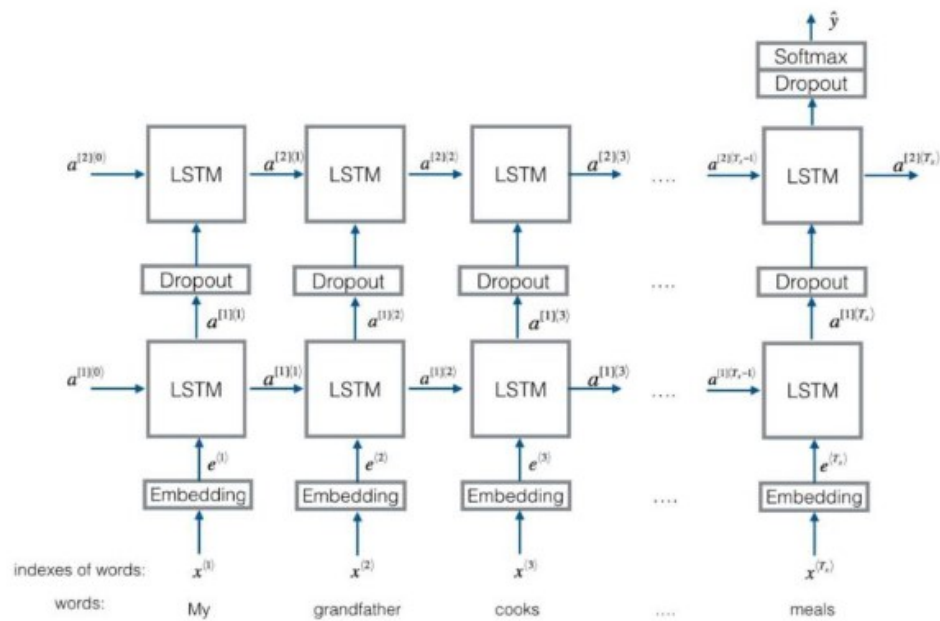 ŷ
Softmax
Dropout
a^[2]⟨0⟩ LSTM a^[2]⟨1⟩ LSTM a^[2]⟨2⟩ LSTM a^[2]⟨3⟩ .... a^[2]⟨Tₓ-1⟩ LSTM a^[2]⟨Tₓ⟩
Dropout Dropout Dropout .... Dropout
a^[1]⟨1⟩ a^[1]⟨2⟩ a^[1]⟨3⟩ a^[1]⟨Tₓ⟩
a^[1]⟨0⟩ LSTM a^[1]⟨1⟩ LSTM a^[1]⟨2⟩ LSTM a^[1]⟨3⟩ .... a^[1]⟨Tₓ-1⟩ LSTM
e⟨1⟩ e⟨2⟩ e⟨3⟩ e⟨Tₓ⟩
Embedding Embedding Embedding .... Embedding
indexes of words: x⟨1⟩ x⟨2⟩ x⟨3⟩ x⟨Tₓ⟩
words: My grandfather cooks .... meals